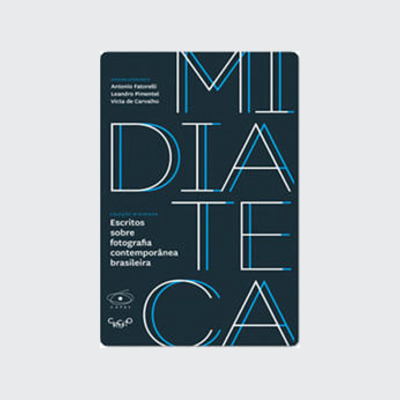 Antonio Fatorelli
Leandro Pimentel
Victa de Carvalho
MI
DIA
TE
CA
Escritos
sobre
fotografia
contemporânea
brasileira